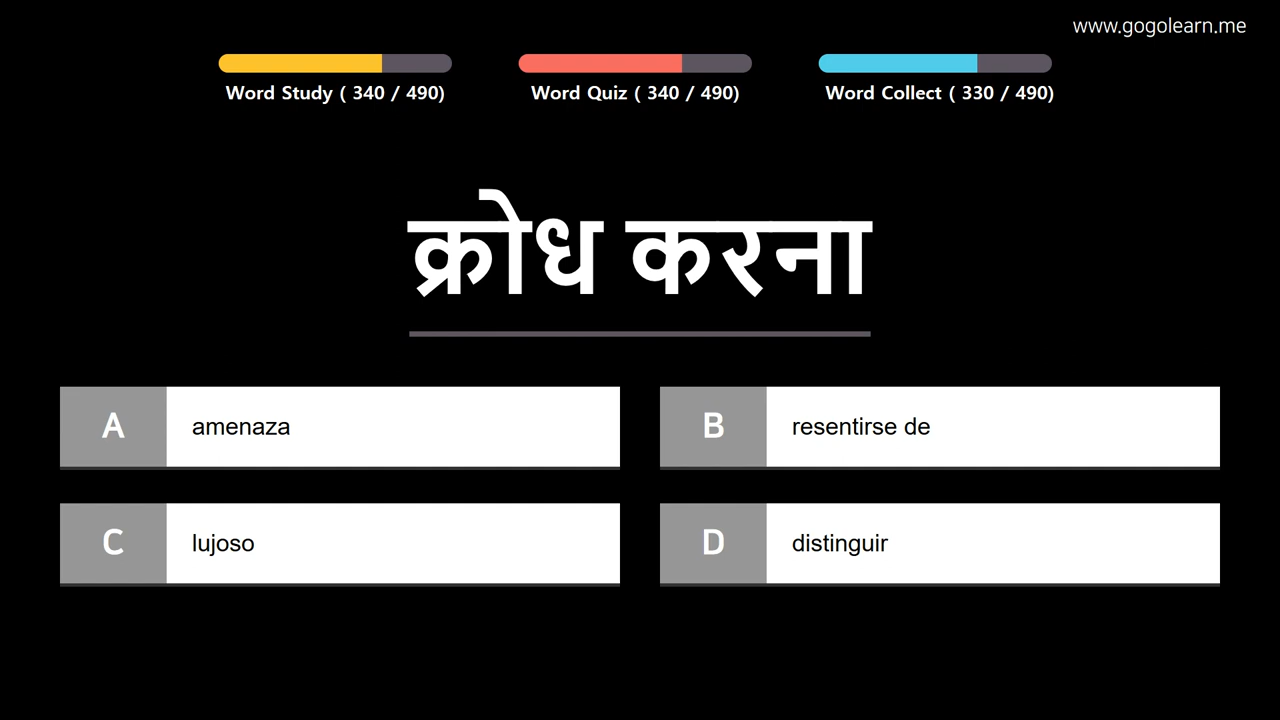 www.gogolearn.me
Word Study ( 340 / 490)
Word Quiz ( 340 / 490)
Word Collect ( 330 / 490)
क्रोध करना
A amenaza
B resentirse de
C lujoso
D distinguir